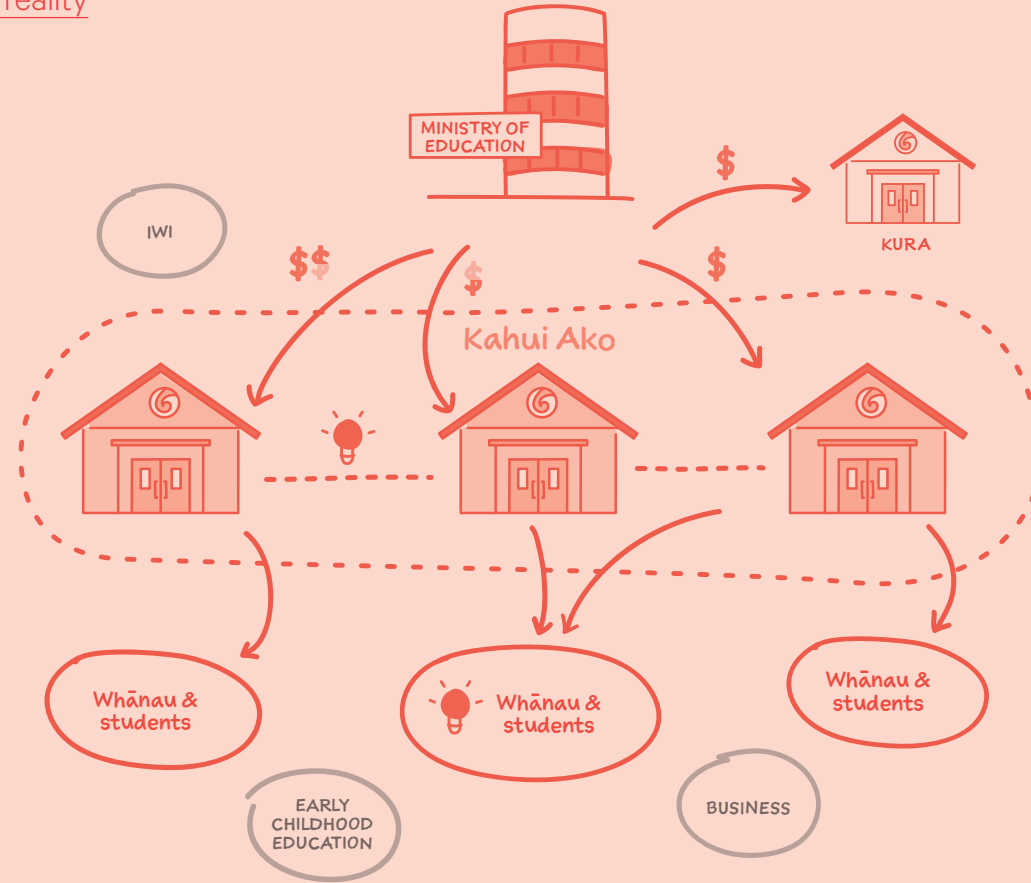 reality
MINISTRY OF
EDUCATION
$
KURA
IWI
$$
$
$
Kahui Ako
Whānau &
students
Whānau &
students
Whānau &
students
EARLY
CHILDHOOD
EDUCATION
BUSINESS